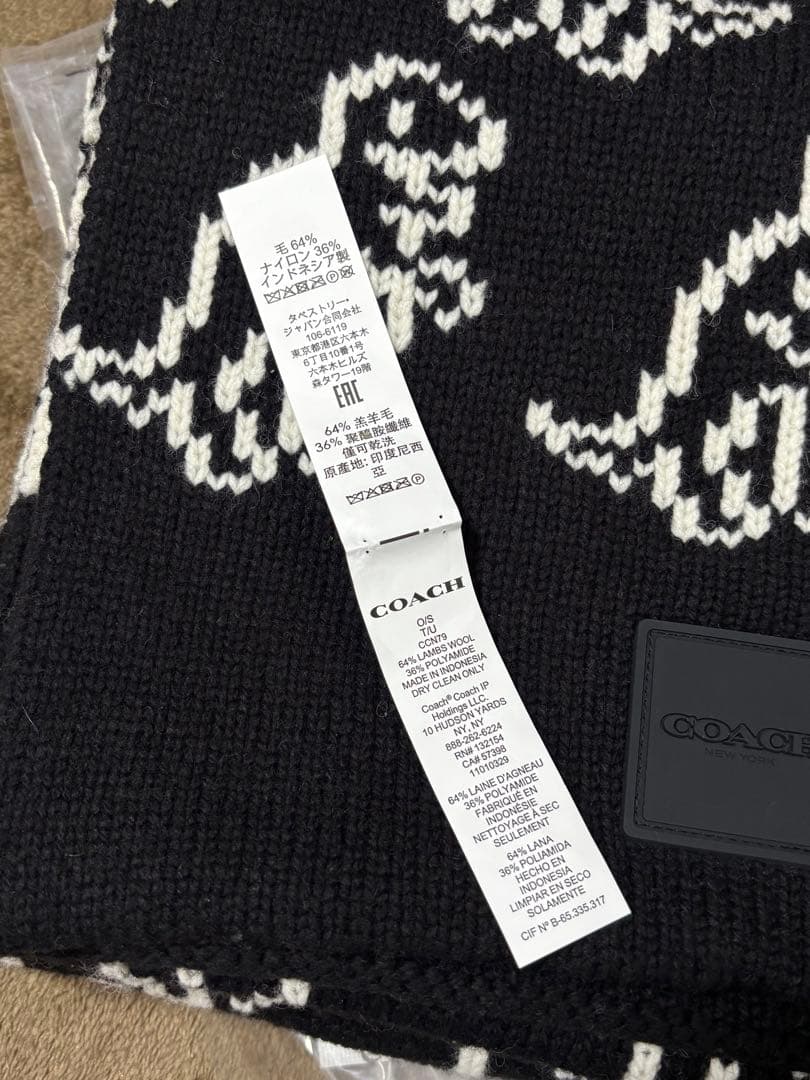 毛 64%
ナイロン 36%
インドネシア製
タペストリー・
ジャパン合同会社
106-6119
東京都港区六本木
6丁目10番1号
六本木ヒルズ
森タワー19階
EAC
64% 羔羊毛
36% 聚醯胺纖維
僅可乾洗
原產地: 印度尼西
亞
COACH
O/S
T/U
CCN79
64% LAMBS WOOL
36% POLYAMIDE
MADE IN INDONESIA
DRY CLEAN ONLY
Coach® Coach IP
Holdings LLC.
10 HUDSON YARDS
NY, NY
888-262-6224
RN# 132154
CA# 57398
11010329
64% LAINE D'AGNEAU
36% POLYAMIDE
FABRIQUÉ EN
INDONÉSIE
NETTOYAGE À SEC
SEULEMENT
64% LANA
36% POLIAMIDA
HECHO EN
INDONESIA
LIMPIAR EN SECO
SOLAMENTE
CIF Nº B-65.335.317
COACH
NEW YORK